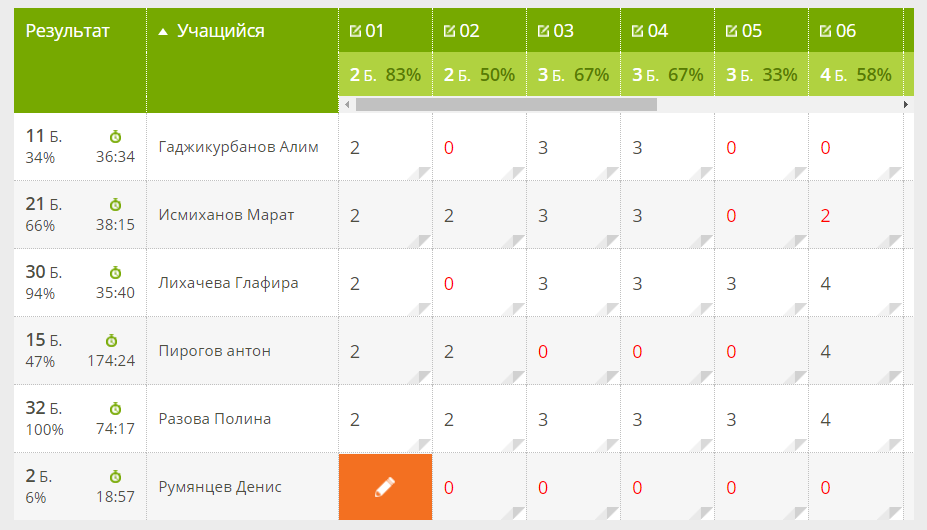 Результат Учащийся 01 02 03 04 05 06
2 Б. 83% 2 Б. 50% 3 Б. 67% 3 Б. 67% 3 Б. 33% 4 Б. 58%
11 Б.
34% 36:34 Гаджикурбанов Алим 2 0 3 3 0 0
21 Б.
66% 38:15 Исмиханов Марат 2 2 3 3 0 2
30 Б.
94% 35:40 Лихачева Глафира 2 0 3 3 3 4
15 Б.
47% 174:24 Пирогов антон 2 2 0 0 0 4
32 Б.
100% 74:17 Разова Полина 2 2 3 3 3 4
2 Б.
6% 18:57 Румянцев Денис 0 0 0 0 0